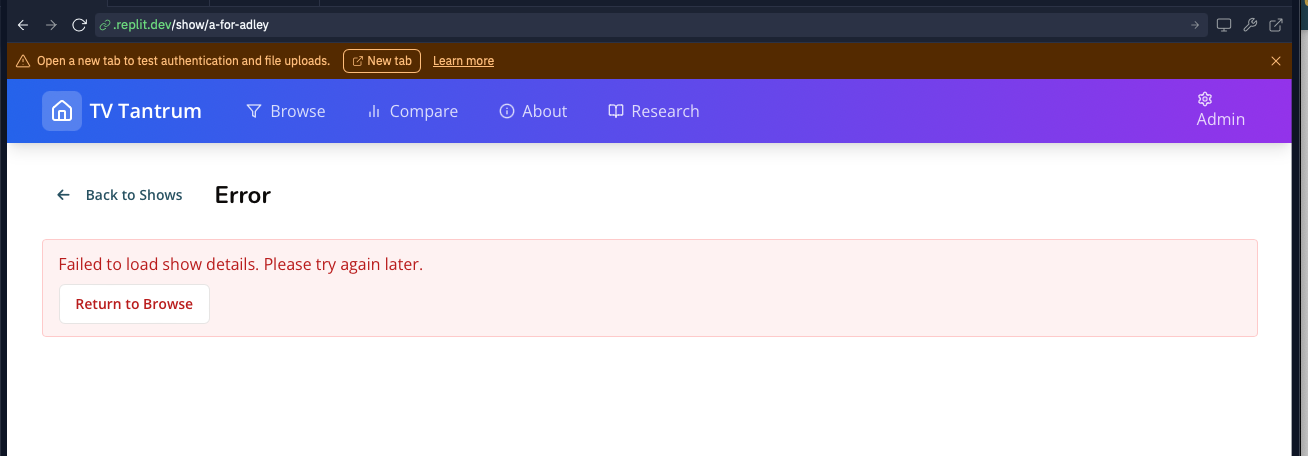 .replit.dev/show/a-for-adley
Open a new tab to test authentication and file uploads. New tab Learn more
TV Tantrum Browse Compare About Research Admin
Back to Shows Error
Failed to load show details. Please try again later.
Return to Browse